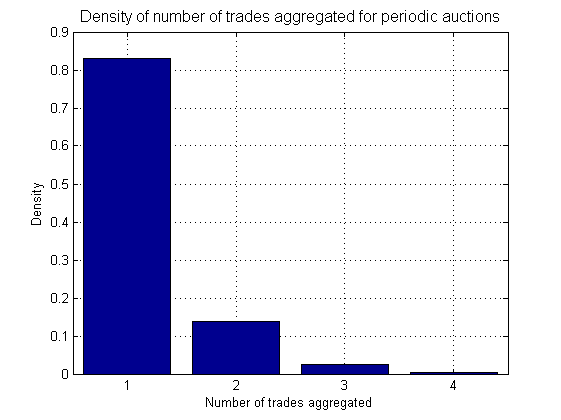 Density of number of trades aggregated for periodic auctions
0.9
0.8
0.7
0.6
0.5
0.4
0.3
0.2
0.1
0
Density
1 2 3 4
Number of trades aggregated